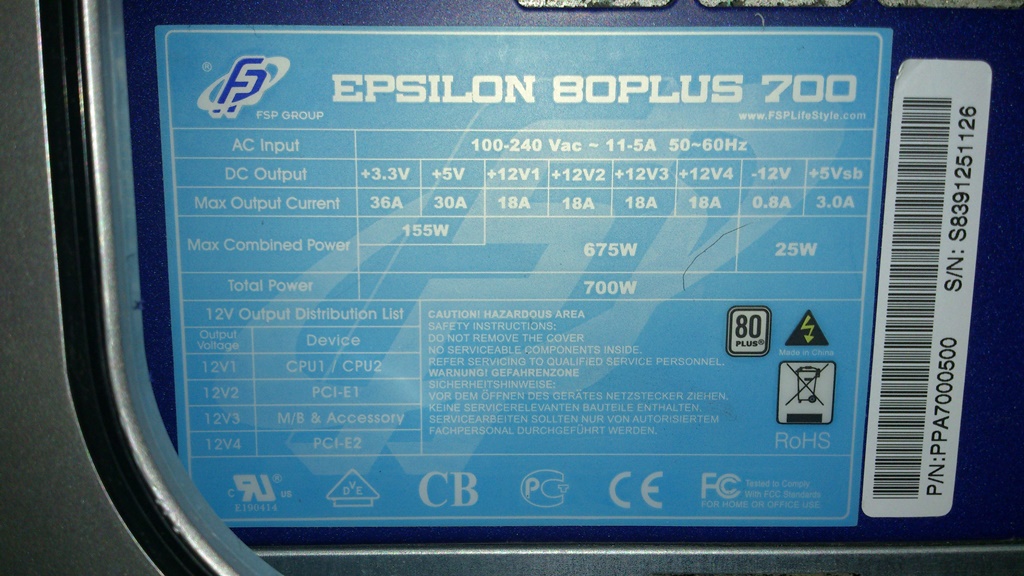 FSP GROUP
EPSILON 80PLUS 700
www.FSPLifeStyle.com
AC Input 100-240 Vac ~ 11-5A 50~60Hz
DC Output +3.3V +5V +12V1 +12V2 +12V3 +12V4 -12V +5Vsb
Max Output Current 36A 30A 18A 18A 18A 18A 0.8A 3.0A
Max Combined Power 155W 675W 25W
Total Power 700W
12V Output Distribution List
Output Voltage Device
12V1 CPU1 / CPU2
12V2 PCI-E1
12V3 M/B & Accessory
12V4 PCI-E2
CAUTION! HAZARDOUS AREA
SAFETY INSTRUCTIONS:
DO NOT REMOVE THE COVER
NO SERVICEABLE COMPONENTS INSIDE.
REFER SERVICING TO QUALIFIED SERVICE PERSONNEL.
WARNUNG! GEFAHRENZONE
SICHERHEITSHINWEISE:
VOR DEM ÖFFNEN DES GERÄTES NETZSTECKER ZIEHEN.
KEINE SERVICERELEVANTEN BAUTEILE ENTHALTEN.
SERVICEARBEITEN SOLLTEN NUR VON AUTORISIERTEM
FACHPERSONAL DURCHGEFÜHRT WERDEN.
80
PLUS®
Made in China
RoHS
c RU® US
E190414
DVE
CB
PC
CE
FC Tested to Comply
With FCC Standards
FOR HOME OR OFFICE USE
P/N:PPA7000500 S/N: S8391251126